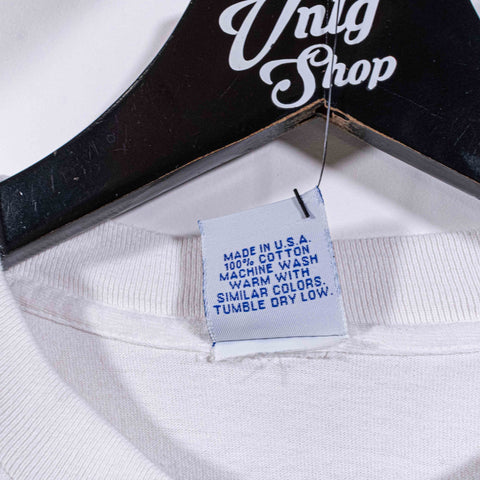 Vntg
Shop
MADE IN U.S.A.
100% COTTON
MACHINE WASH
WARM WITH
SIMILAR COLORS.
TUMBLE DRY LOW.